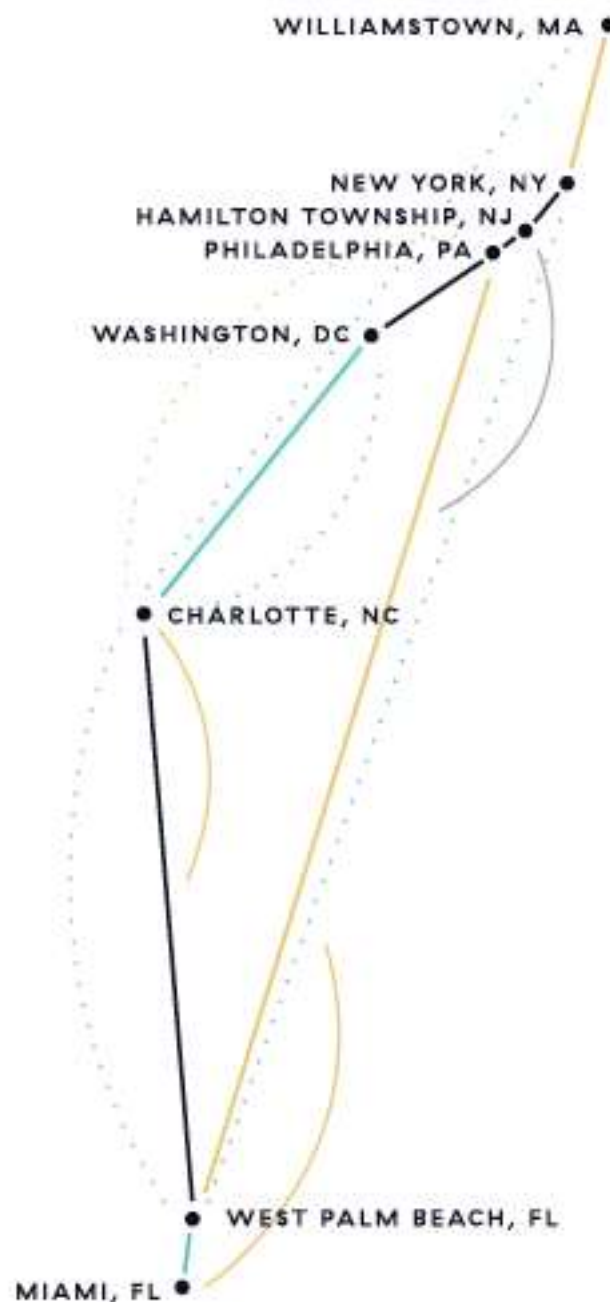 WILLIAMSTOWN, MA
NEW YORK, NY
HAMILTON TOWNSHIP, NJ
PHILADELPHIA, PA
WASHINGTON, DC
CHARLOTTE, NC
WEST PALM BEACH, FL
MIAMI, FL